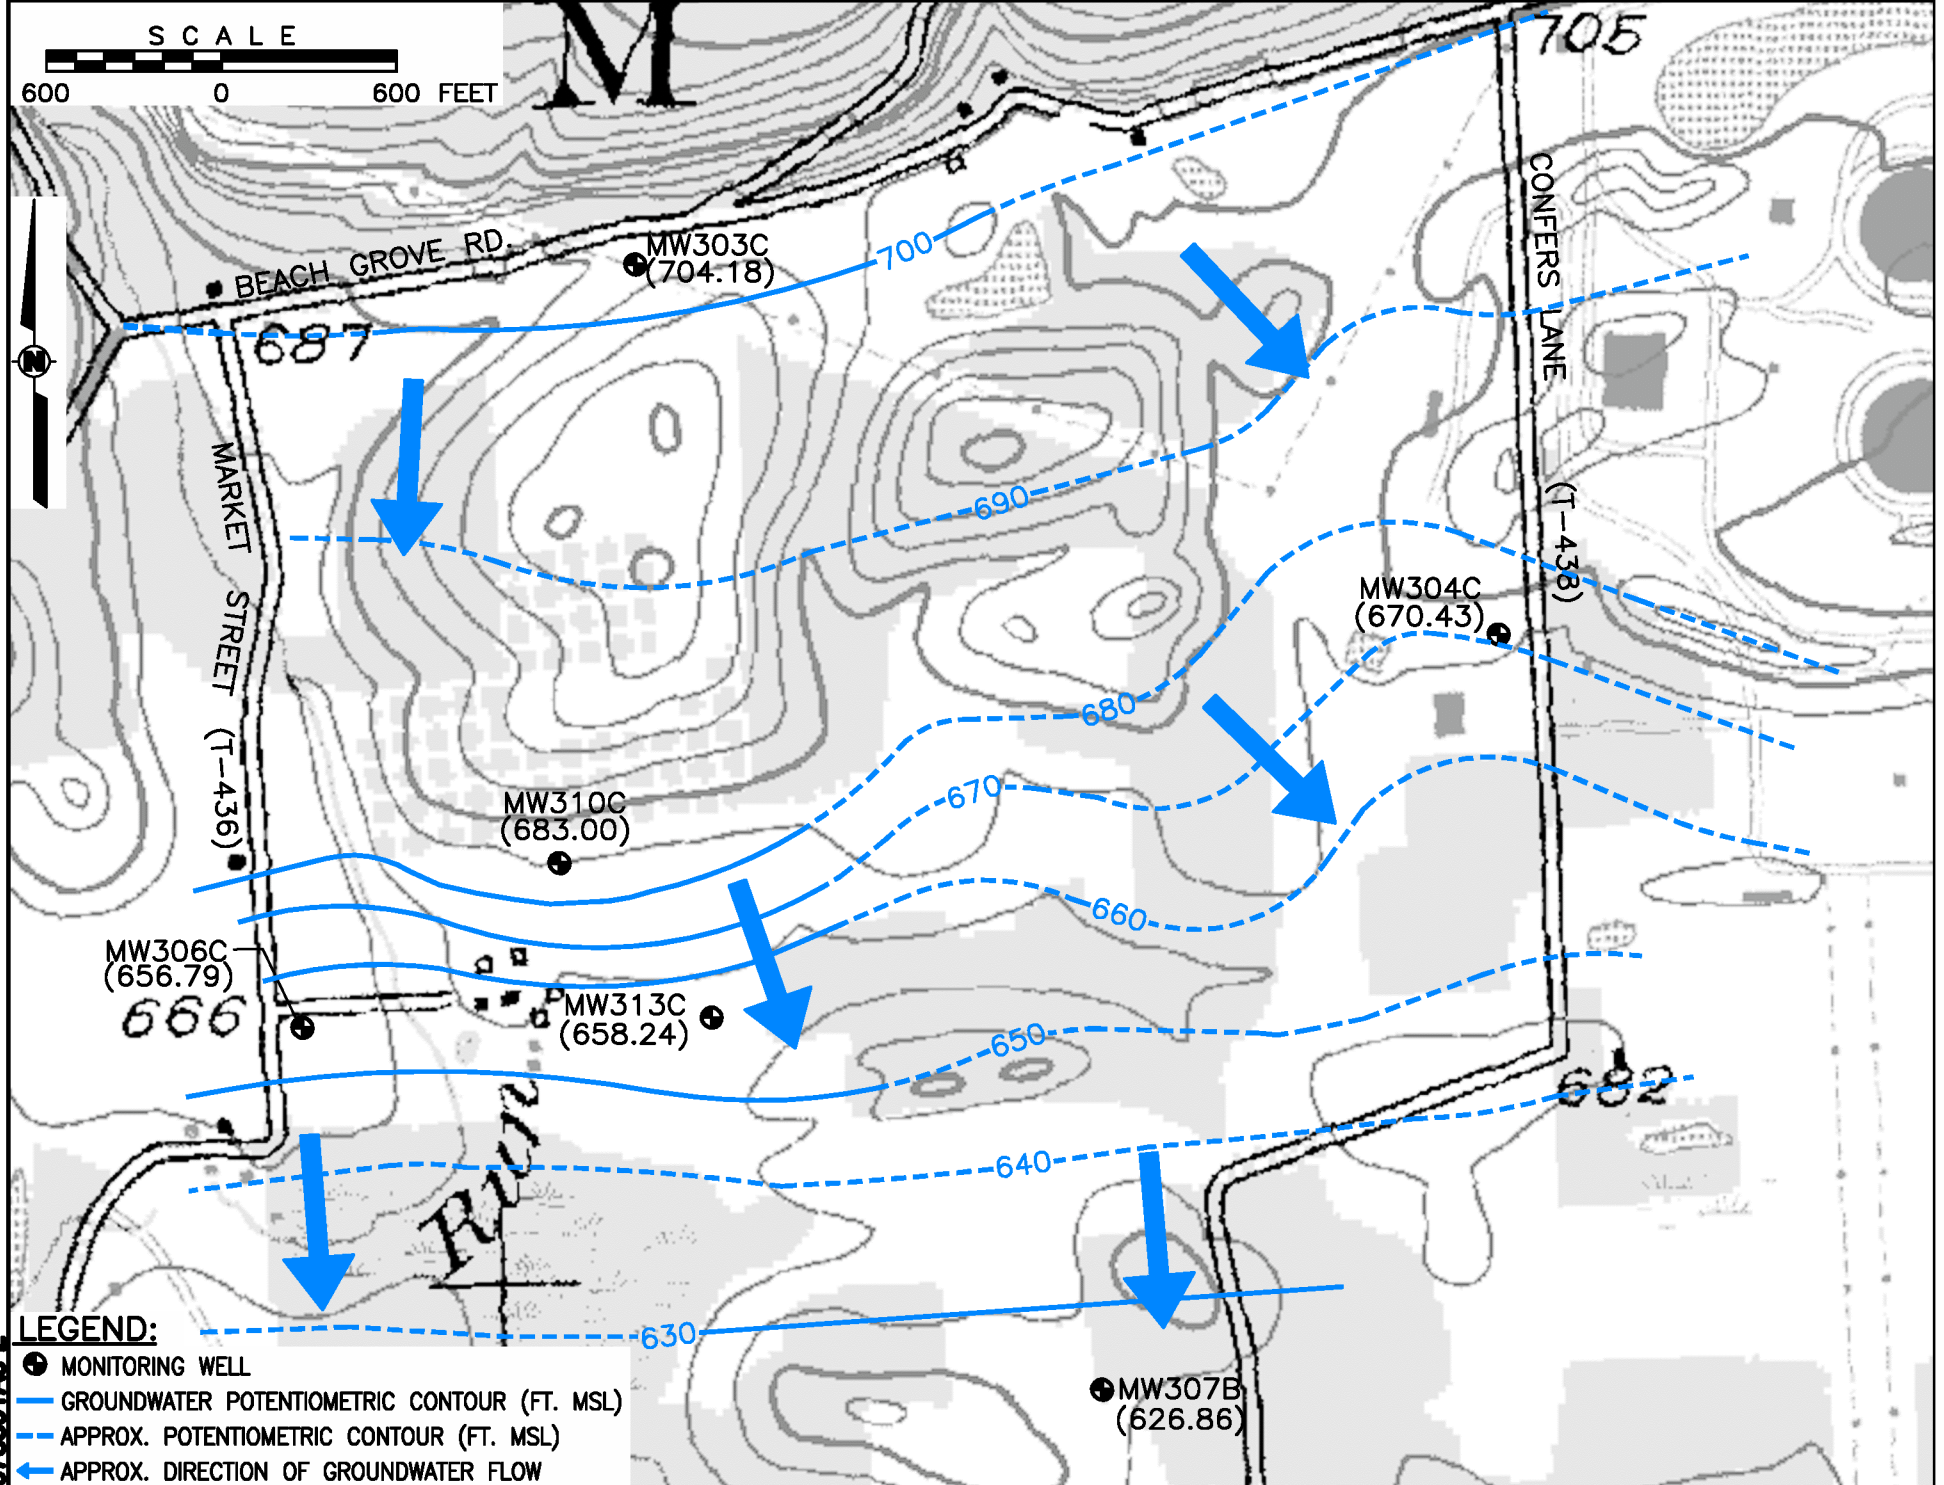 SCALE
600 0 600 FEET
M
705
BEACH GROVE RD.
MW303C
(704.18)
700
687
CONFERS LANE
(T-438)
MARKET STREET (T-436)
690
MW304C
(670.43)
680
670
MW310C
(683.00)
660
MW306C
(656.79)
666
MW313C
(658.24)
650
682
640
Run
630
MW307B
(626.86)
N
LEGEND:
MONITORING WELL
GROUNDWATER POTENTIOMETRIC CONTOUR (FT. MSL)
APPROX. POTENTIOMETRIC CONTOUR (FT. MSL)
APPROX. DIRECTION OF GROUNDWATER FLOW